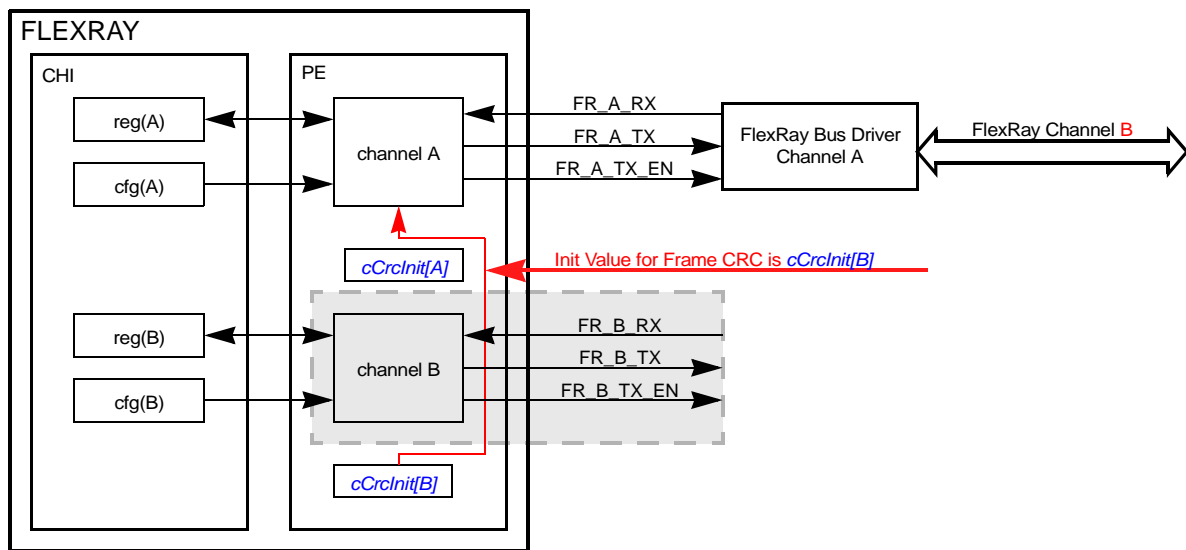 FLEXRAY
CHI
PE
reg(A)
cfg(A)
channel A
FR_A_RX
FR_A_TX
FR_A_TX_EN
FlexRay Bus Driver
Channel A
FlexRay Channel B
cCrcInit[A]
Init Value for Frame CRC is cCrcInit[B]
reg(B)
cfg(B)
channel B
FR_B_RX
FR_B_TX
FR_B_TX_EN
cCrcInit[B]